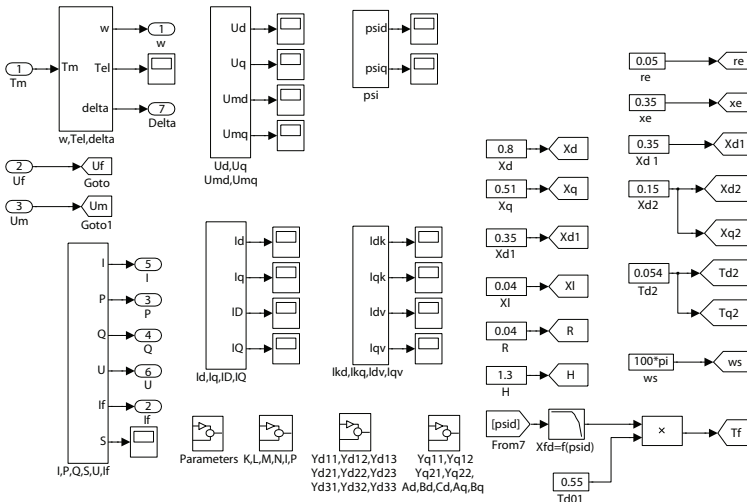 w
1
w
1
Tm
Tm
Tel
delta
7
Delta
w,Tel,delta
2
Uf
Uf
Goto
3
Um
Um
Goto1
Ud
Uq
Umd
Umq
Ud,Uq
Umd,Umq
psid
psiq
psi
0.05
re
re
0.35
xe
xe
0.35
Xd1
Xd 1
0.15
Xd2
Xd2
Xq2
0.054
Td2
Td2
Tq2
100*pi
ws
ws
0.8
Xd
Xd
0.51
Xq
Xq
0.35
Xd1
Xd1
0.04
Xl
Xl
0.04
R
R
1.3
H
H
I
5
I
P
3
P
Q
4
Q
U
6
U
If
2
If
S
I,P,Q,S,U,If
Id
Iq
ID
IQ
Id,Iq,ID,IQ
Idk
Iqk
Idv
Iqv
Ikd,Ikq,Idv,Iqv
Parameters
K,L,M,N,I,P
Yd11,Yd12,Yd13
Yd21,Yd22,Yd23
Yd31,Yd32,Yd33
Yq11,Yq12
Yq21,Yq22,
Ad,Bd,Cd,Aq,Bq
[psid]
From7
Xfd=f(psid)
×
Tf
0.55
Td01